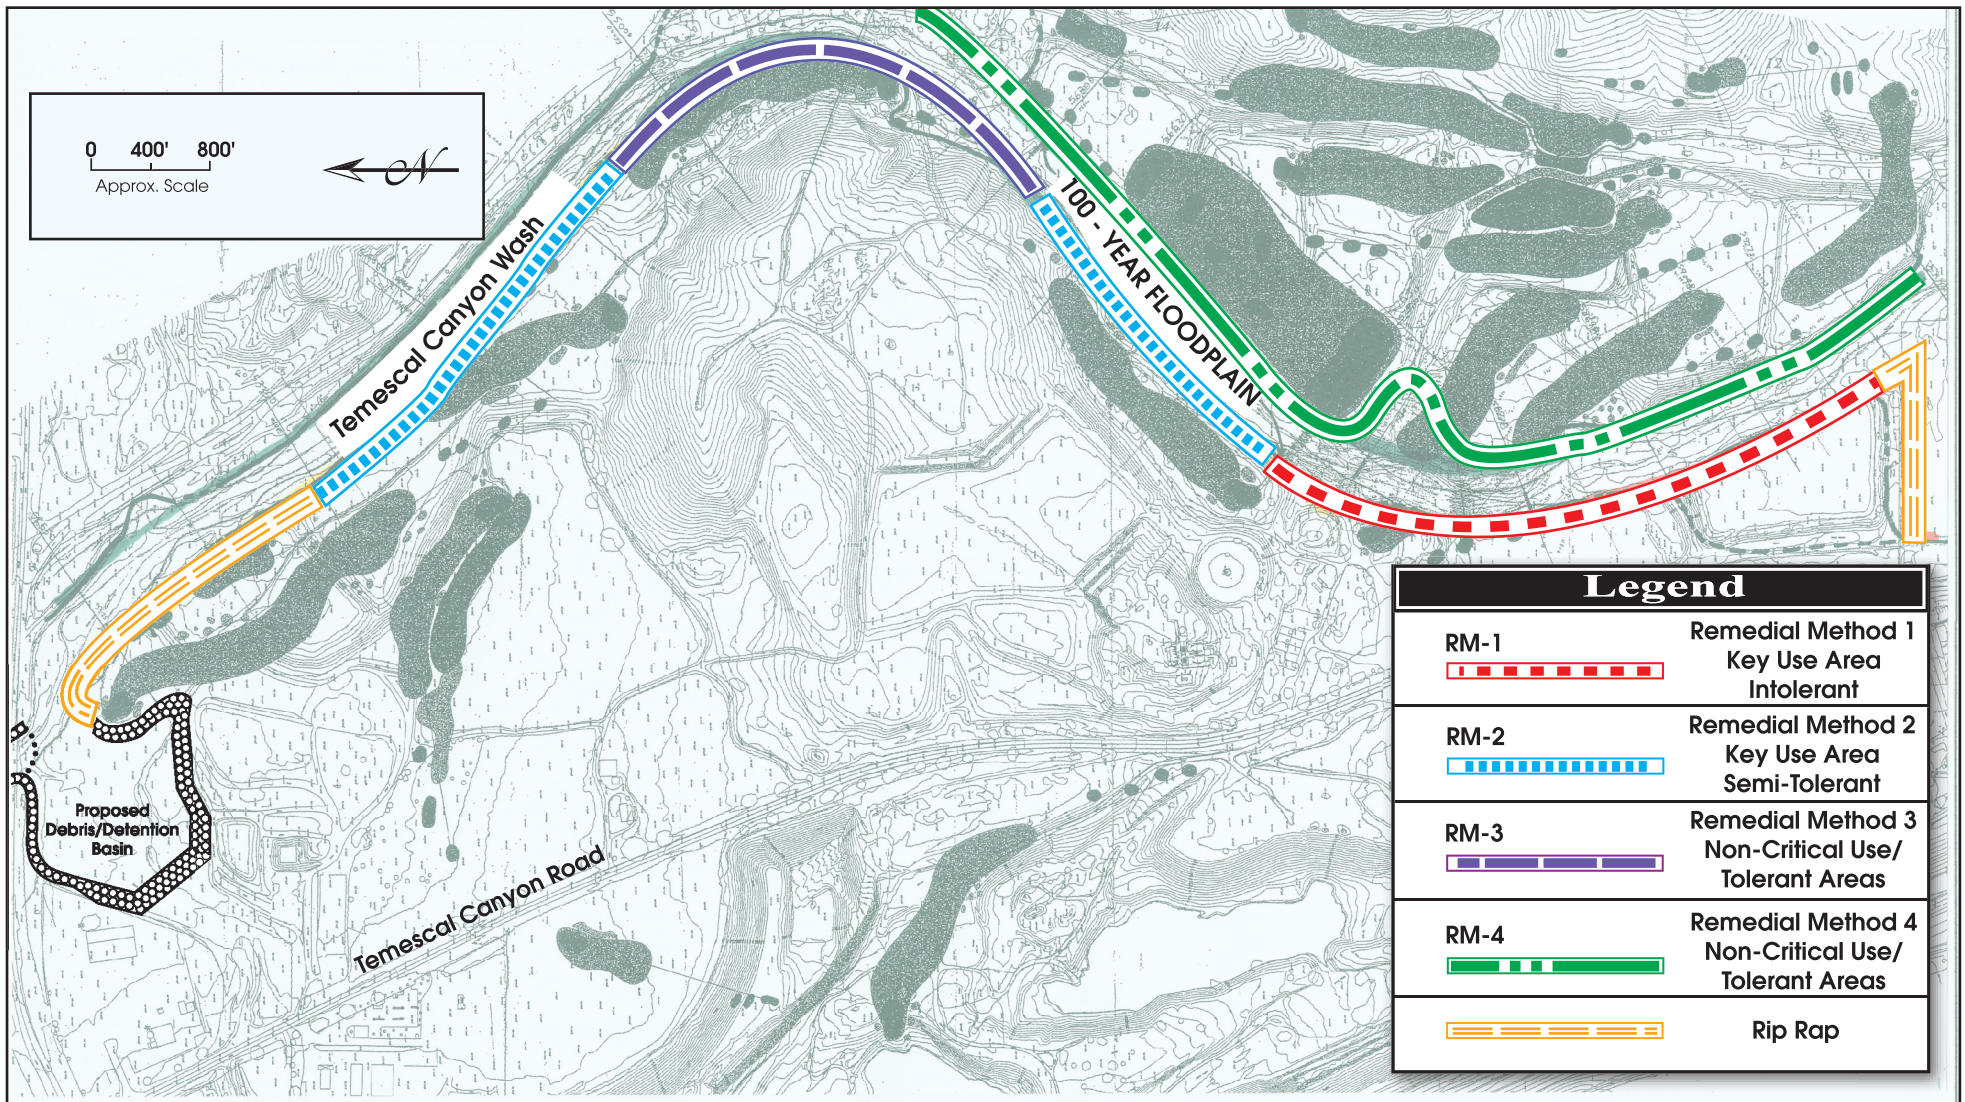 0 400' 800'
Approx. Scale
N
Temescal Canyon Wash
100 - YEAR FLOODPLAIN
Proposed
Debris/Detention
Basin
Temescal Canyon Road
Legend
RM-1
Remedial Method 1
Key Use Area
Intolerant
RM-2
Remedial Method 2
Key Use Area
Semi-Tolerant
RM-3
Remedial Method 3
Non-Critical Use/
Tolerant Areas
RM-4
Remedial Method 4
Non-Critical Use/
Tolerant Areas
Rip Rap